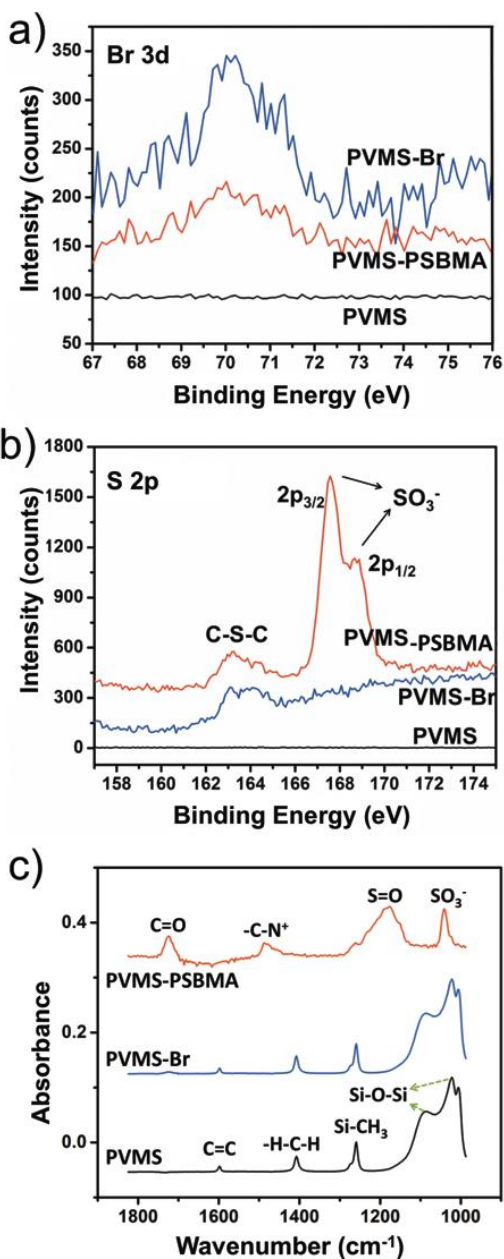 a)
Br 3d
350
300
250
200
150
100
50
PVMS-Br
PVMS-PSBMA
PVMS
67 68 69 70 71 72 73 74 75 76
Intensity (counts)
Binding Energy (eV)
b)
S 2p
1800
1500
1200
900
600
300
0
2p3/2
SO3-
2p1/2
C-S-C
PVMS-PSBMA
PVMS-Br
PVMS
158 160 162 164 166 168 170 172 174
Intensity (counts)
Binding Energy (eV)
c)
0.4
0.2
0.0
C=O
-C-N+
S=O
SO3-
PVMS-PSBMA
PVMS-Br
Si-O-Si
PVMS
C=C
-H-C-H
Si-CH3
1800 1600 1400 1200 1000
Absorbance
Wavenumber (cm-1)